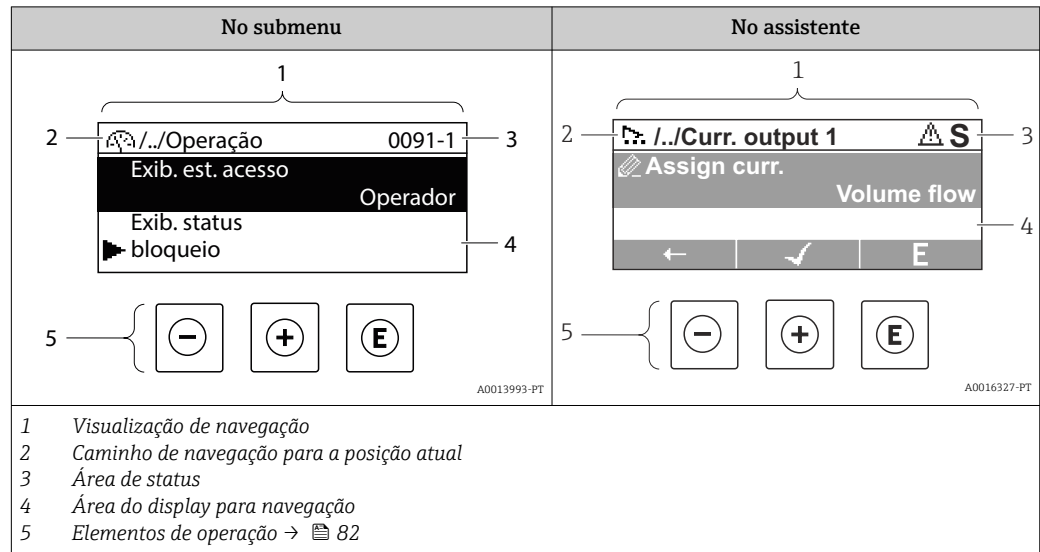 No submenu
No assistente
1
2
/../Operação 0091-1
3
Exib. est. acesso
Operador
Exib. status
bloqueio
4
5
- + E
A0013993-PT
1
2
/../Curr. output 1 S
3
Assign curr.
Volume flow
4
← ✓ E
5
- + E
A0016327-PT
1 Visualização de navegação
2 Caminho de navegação para a posição atual
3 Área de status
4 Área do display para navegação
5 Elementos de operação → 82